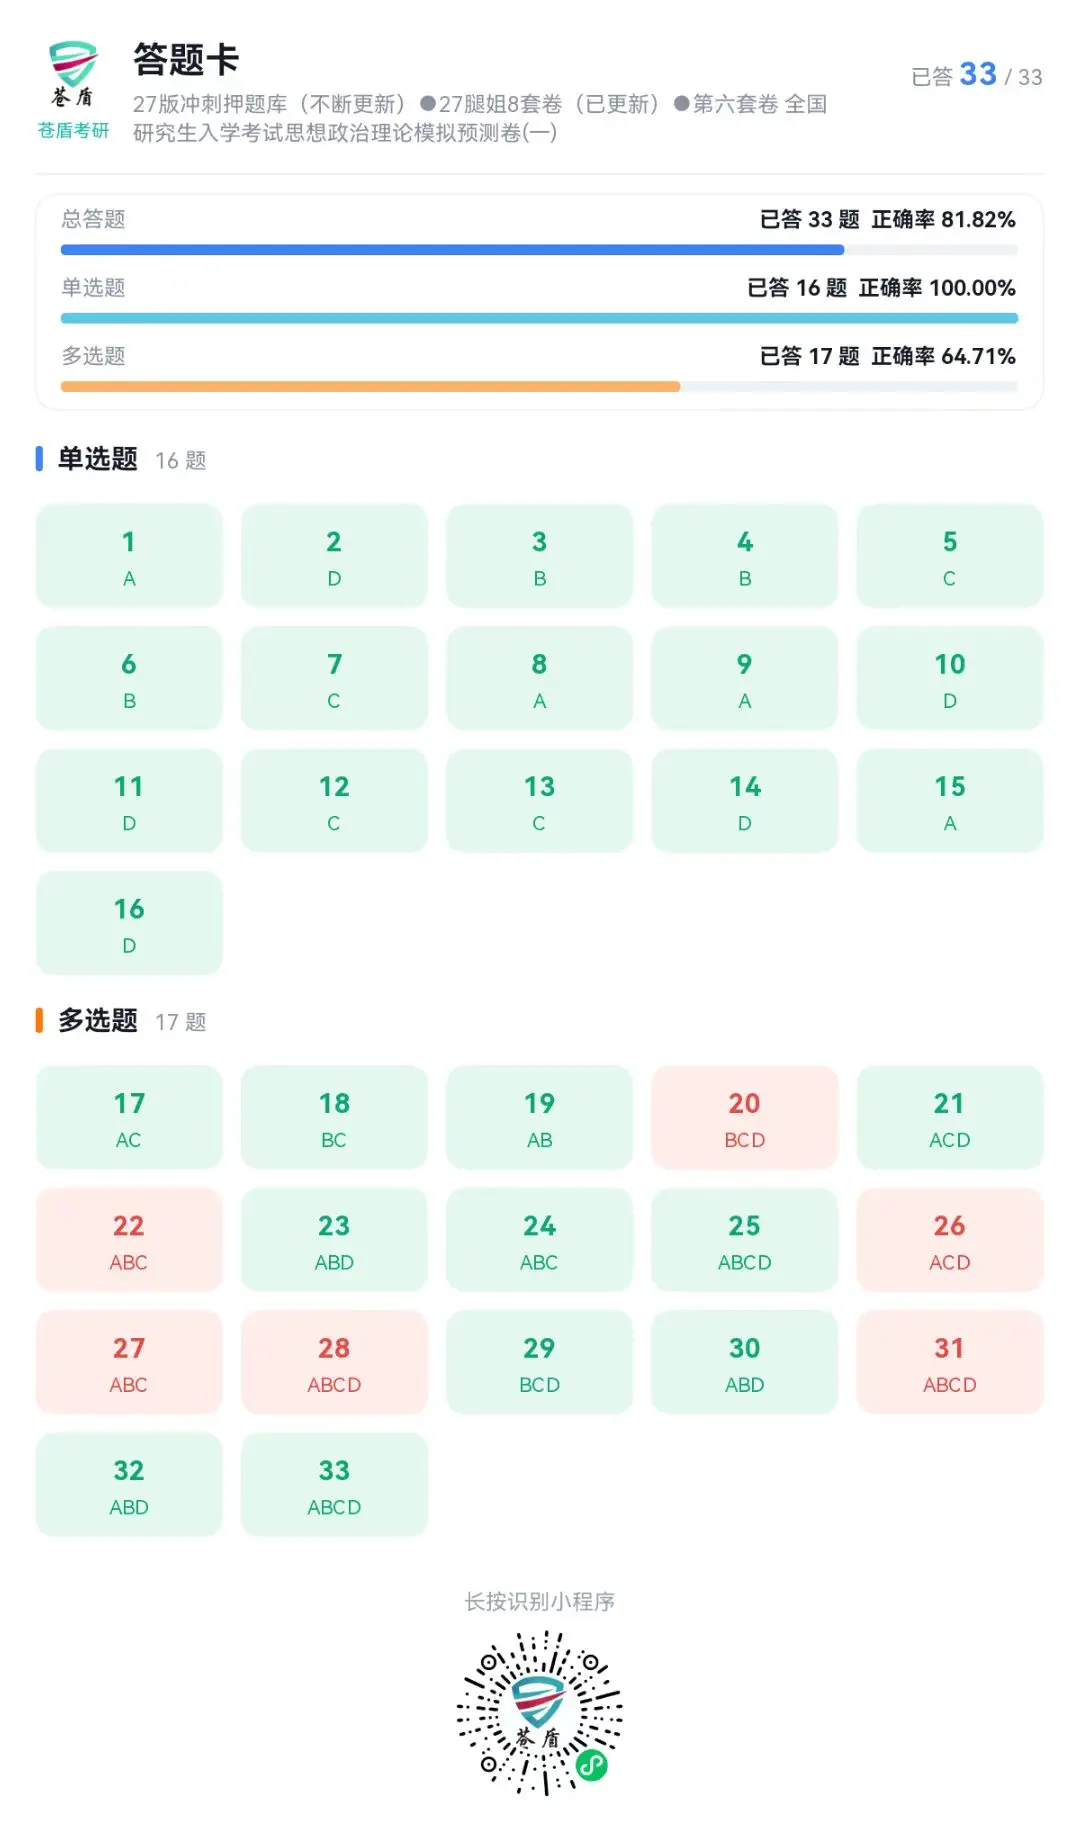 答题卡
已答 33 / 33
27版冲刺押题库（不断更新）●27腿姐8套卷（已更新）●第六套卷 全国
研究生入学考试思想政治理论模拟预测卷(一)
苍盾
苍盾考研
总答题 已答 33 题 正确率 81.82%
单选题 已答 16 题 正确率 100.00%
多选题 已答 17 题 正确率 64.71%
单选题 16 题
1 2 3 4 5
A D B B C
6 7 8 9 10
B C A A D
11 12 13 14 15
D C C D A
16
D
多选题 17 题
17 18 19 20 21
AC BC AB BCD ACD
22 23 24 25 26
ABC ABD ABC ABCD ACD
27 28 29 30 31
ABC ABCD BCD ABD ABCD
32 33
ABD ABCD
长按识别小程序
苍盾